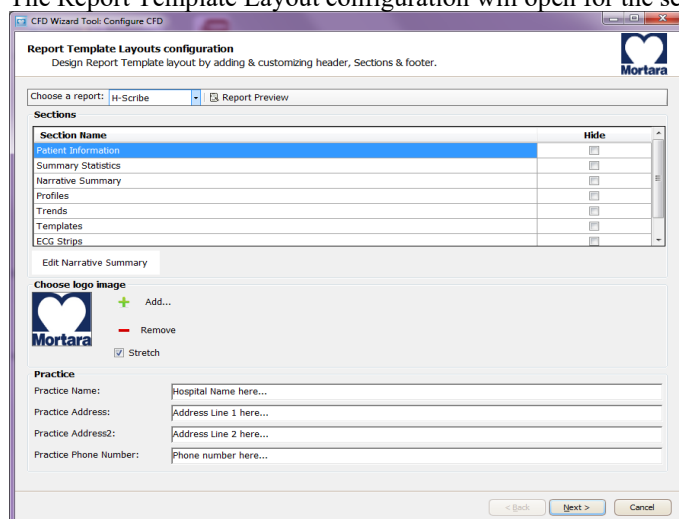 The Report Template Layout configuration will open for the se
CFD Wizard Tool: Configure CFD
Report Template Layouts configuration
Design Report Template layout by adding & customizing header, Sections & footer.
Mortara
Choose a report: H-Scribe Report Preview
Sections
Section Name Hide
Patient Information
Summary Statistics
Narrative Summary
Profiles
Trends
Templates
ECG Strips
Edit Narrative Summary
Choose logo image
Add...
Remove
Mortara
Stretch
Practice
Practice Name: Hospital Name here...
Practice Address: Address Line 1 here...
Practice Address2: Address Line 2 here...
Practice Phone Number: Phone number here...
< Back Next > Cancel